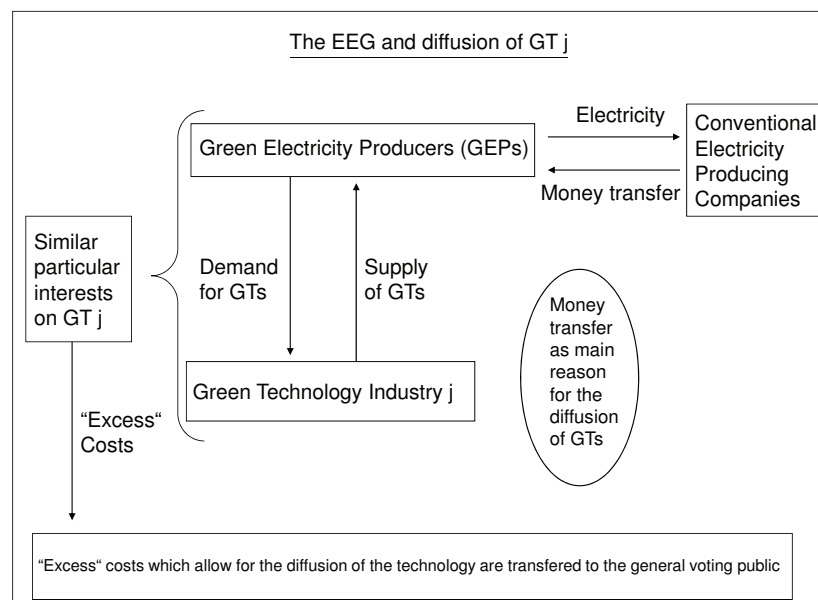 The EEG and diffusion of GT j
Electricity
Green Electricity Producers (GEPs)
Money transfer
Conventional
Electricity
Producing
Companies
Similar
particular
interests
on GT j
Demand
for GTs
Supply
of GTs
Money
transfer
as main
reason
for the
diffusion
of GTs
Green Technology Industry j
“Excess“
Costs
“Excess“ costs which allow for the diffusion of the technology are transfered to the general voting public